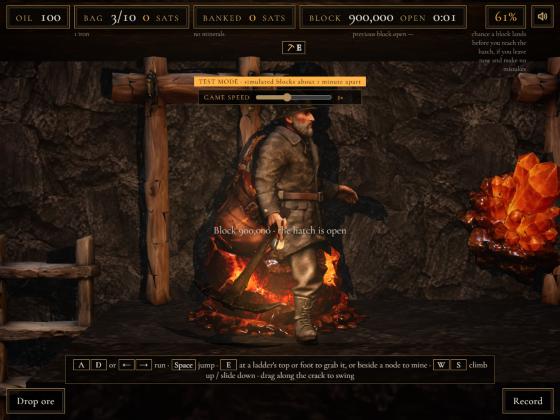 OIL 100
BAG 3/10 0 SATS
BANKED 0 SATS
BLOCK 900,000 OPEN 0:01
61%
1 iron
no minerals
previous block open —
chance a block lands
before you reach the
hatch, if you leave
now and make no
mistakes
E
TEST MODE · simulated blocks about 1 minute apart
GAME SPEED
Block 900,000 · the hatch is open
A D or ← → run · Space jump · E at a ladder's top or foot to grab it, or beside a node to mine · W S climb
up / slide down · drag along the crack to swing
Drop ore
Record